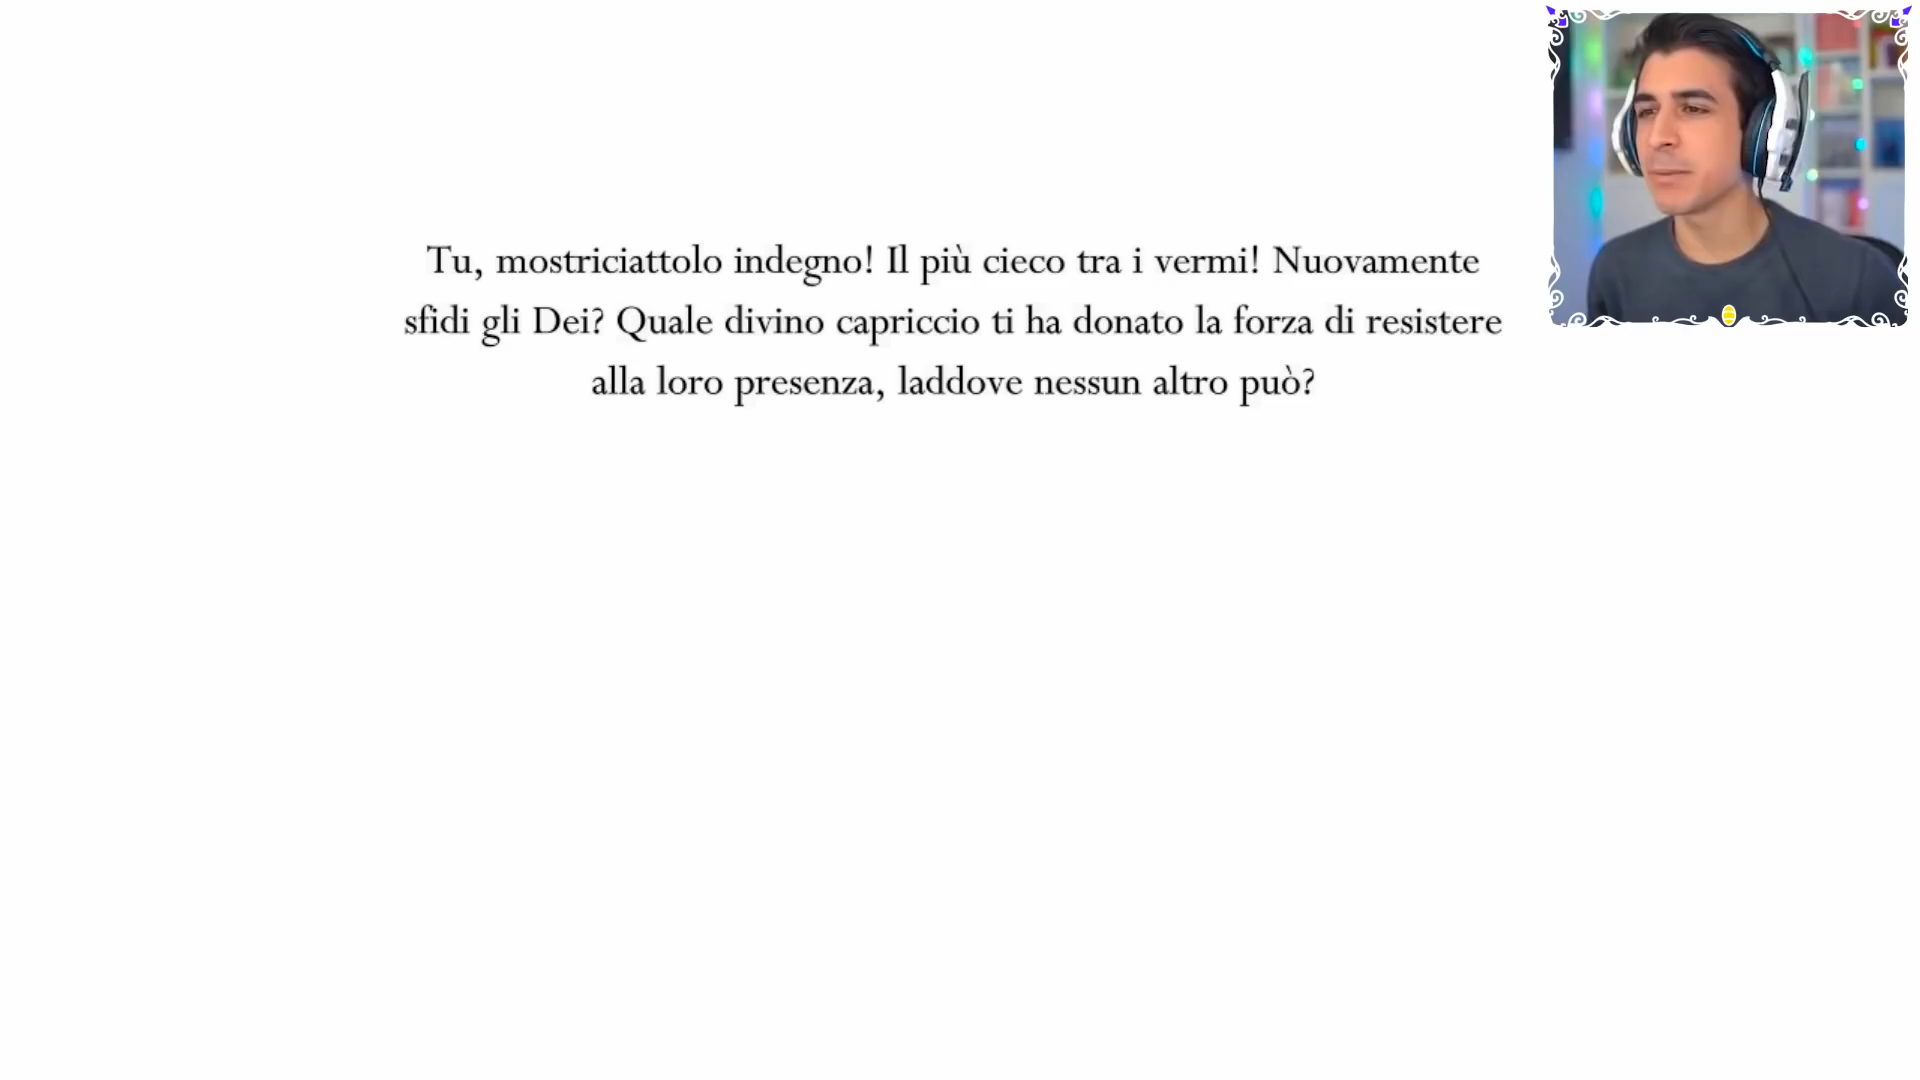 Tu, mostriciattolo indegno! Il più cieco tra i vermi! Nuovamente
sfidi gli Dei? Quale divino capriccio ti ha donato la forza di resistere
alla loro presenza, laddove nessun altro può?